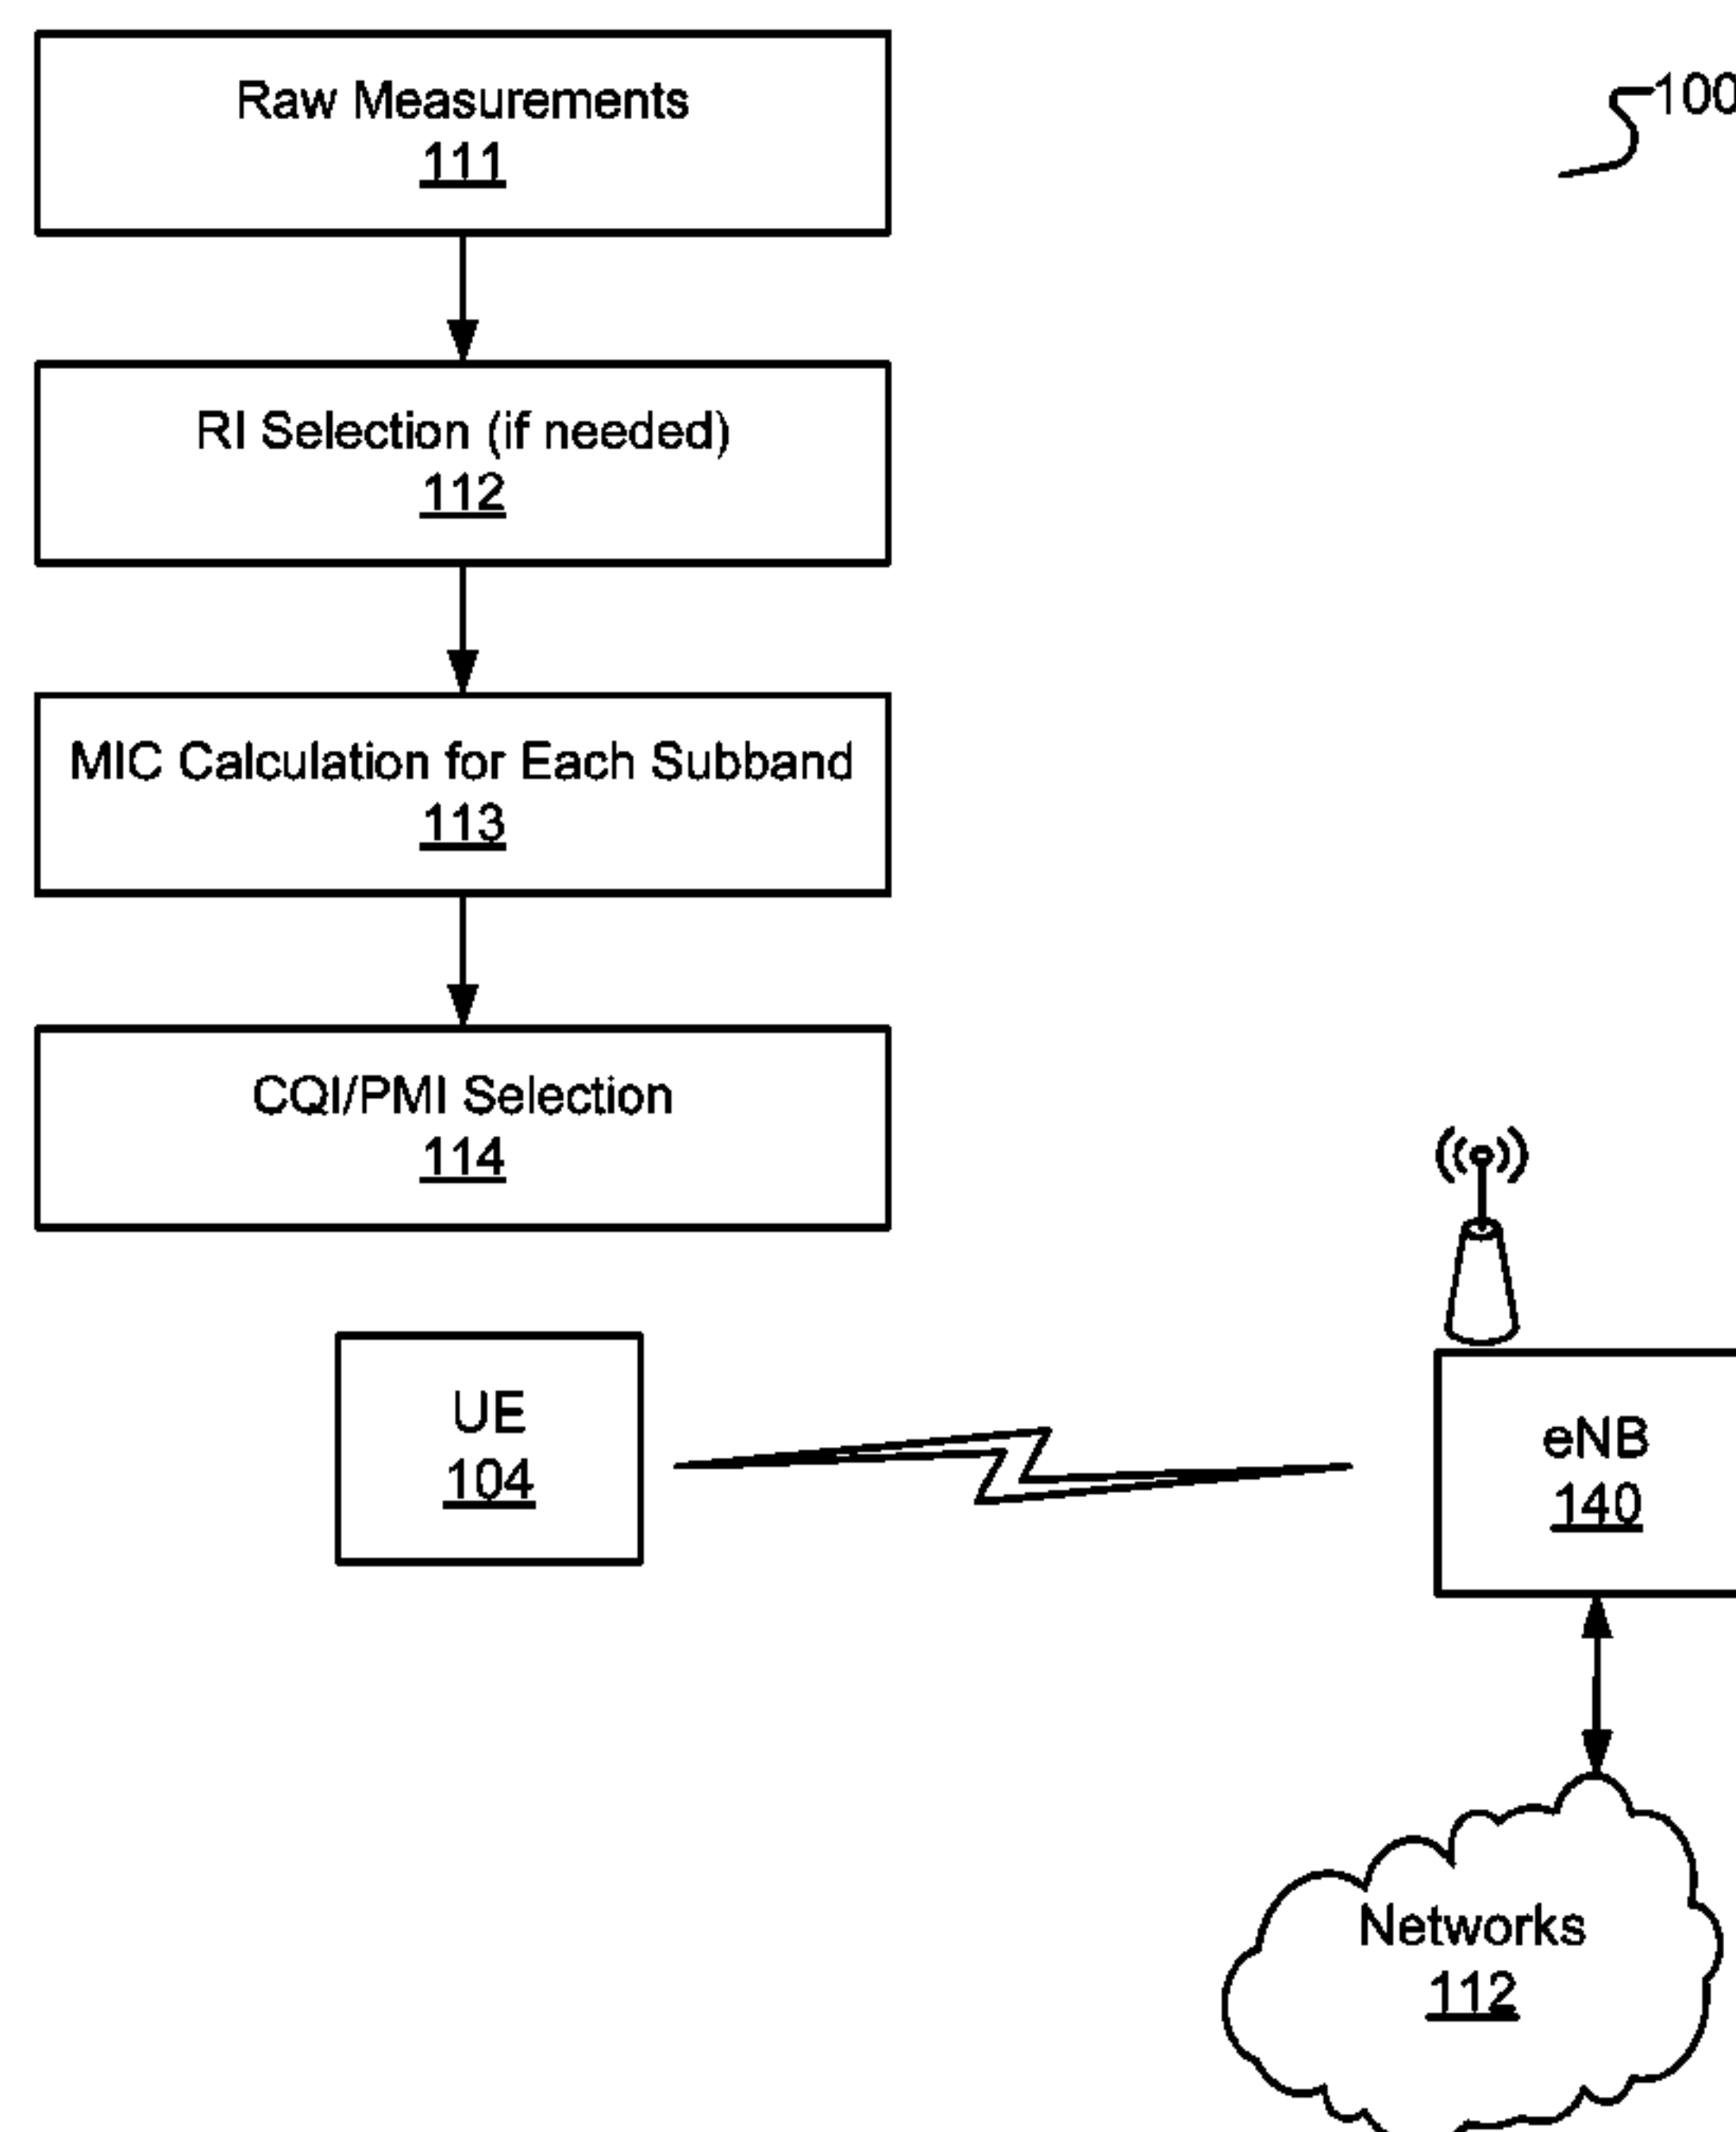 Raw Measurements
111
100
RI Selection (if needed)
112
MIC Calculation for Each Subband
113
CQI/PMI Selection
114
UE
104
eNB
140
Networks
112